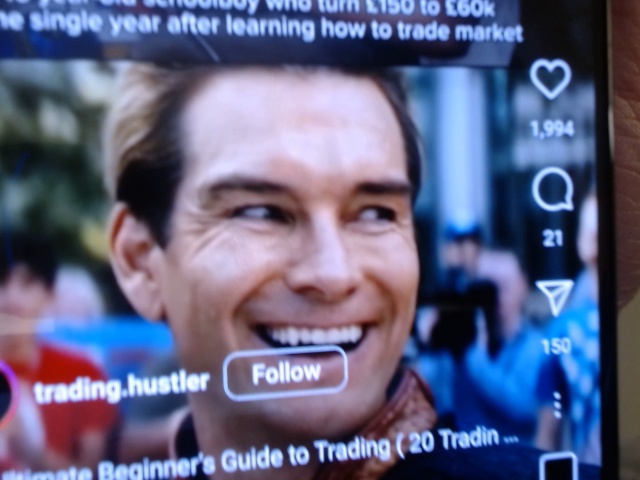 year old schoolboy who turn £150 to £60k
single year after learning how to trade market
1,994
21
150
trading.hustler Follow
Beginner's Guide to Trading ( 20 Tradin ...